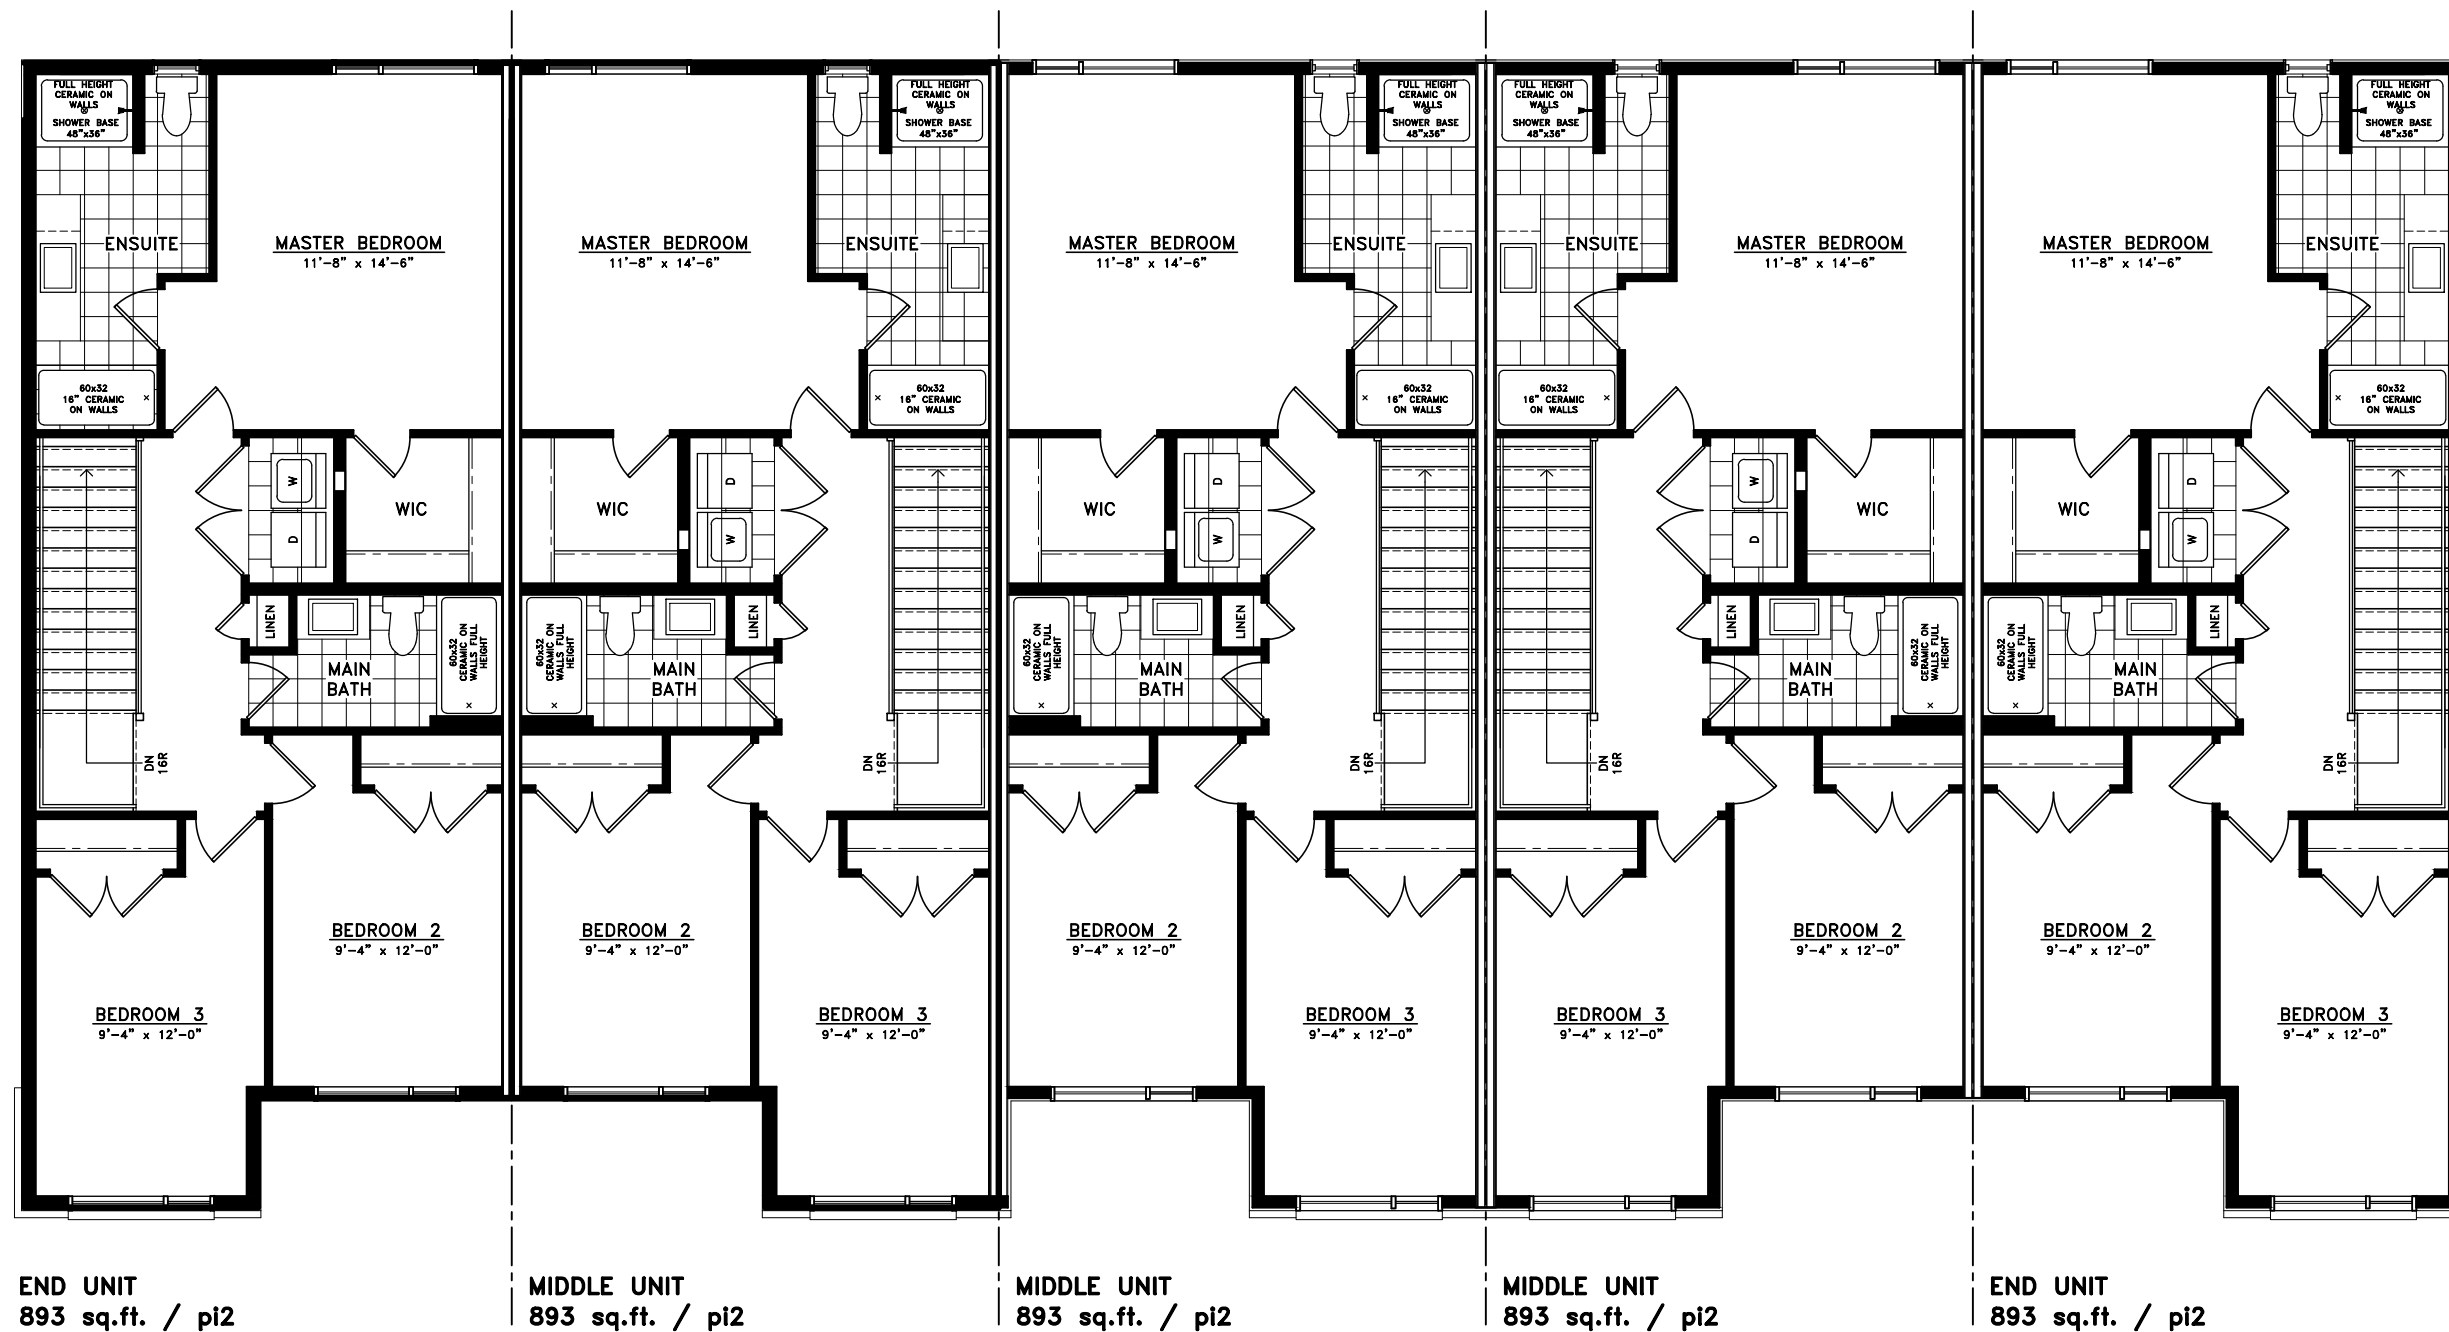 FULL HEIGHT
CERAMIC ON
WALLS
SHOWER BASE
48"x36"
ENSUITE
MASTER BEDROOM
11'-8" x 14'-6"
60x32
16" CERAMIC
ON WALLS
W
D
WIC
LINEN
MAIN
BATH
60x32
CERAMIC ON
WALLS FULL
HEIGHT
DN
16R
BEDROOM 2
9'-4" x 12'-0"
BEDROOM 3
9'-4" x 12'-0"
END UNIT
893 sq.ft. / pi2
FULL HEIGHT
CERAMIC ON
WALLS
SHOWER BASE
48"x36"
MASTER BEDROOM
11'-8" x 14'-6"
ENSUITE
60x32
16" CERAMIC
ON WALLS
WIC
D
W
60x32
CERAMIC ON
WALLS FULL
HEIGHT
MAIN
BATH
LINEN
DN
16R
BEDROOM 2
9'-4" x 12'-0"
BEDROOM 3
9'-4" x 12'-0"
MIDDLE UNIT
893 sq.ft. / pi2
FULL HEIGHT
CERAMIC ON
WALLS
SHOWER BASE
48"x36"
MASTER BEDROOM
11'-8" x 14'-6"
ENSUITE
60x32
16" CERAMIC
ON WALLS
WIC
D
W
60x32
CERAMIC ON
WALLS FULL
HEIGHT
MAIN
BATH
LINEN
DN
16R
BEDROOM 2
9'-4" x 12'-0"
BEDROOM 3
9'-4" x 12'-0"
MIDDLE UNIT
893 sq.ft. / pi2
FULL HEIGHT
CERAMIC ON
WALLS
SHOWER BASE
48"x36"
ENSUITE
MASTER BEDROOM
11'-8" x 14'-6"
60x32
16" CERAMIC
ON WALLS
W
D
WIC
LINEN
MAIN
BATH
60x32
CERAMIC ON
WALLS FULL
HEIGHT
DN
16R
BEDROOM 2
9'-4" x 12'-0"
BEDROOM 3
9'-4" x 12'-0"
MIDDLE UNIT
893 sq.ft. / pi2
FULL HEIGHT
CERAMIC ON
WALLS
SHOWER BASE
48"x36"
MASTER BEDROOM
11'-8" x 14'-6"
ENSUITE
60x32
16" CERAMIC
ON WALLS
WIC
D
W
60x32
CERAMIC ON
WALLS FULL
HEIGHT
MAIN
BATH
LINEN
DN
16R
BEDROOM 2
9'-4" x 12'-0"
BEDROOM 3
9'-4" x 12'-0"
END UNIT
893 sq.ft. / pi2